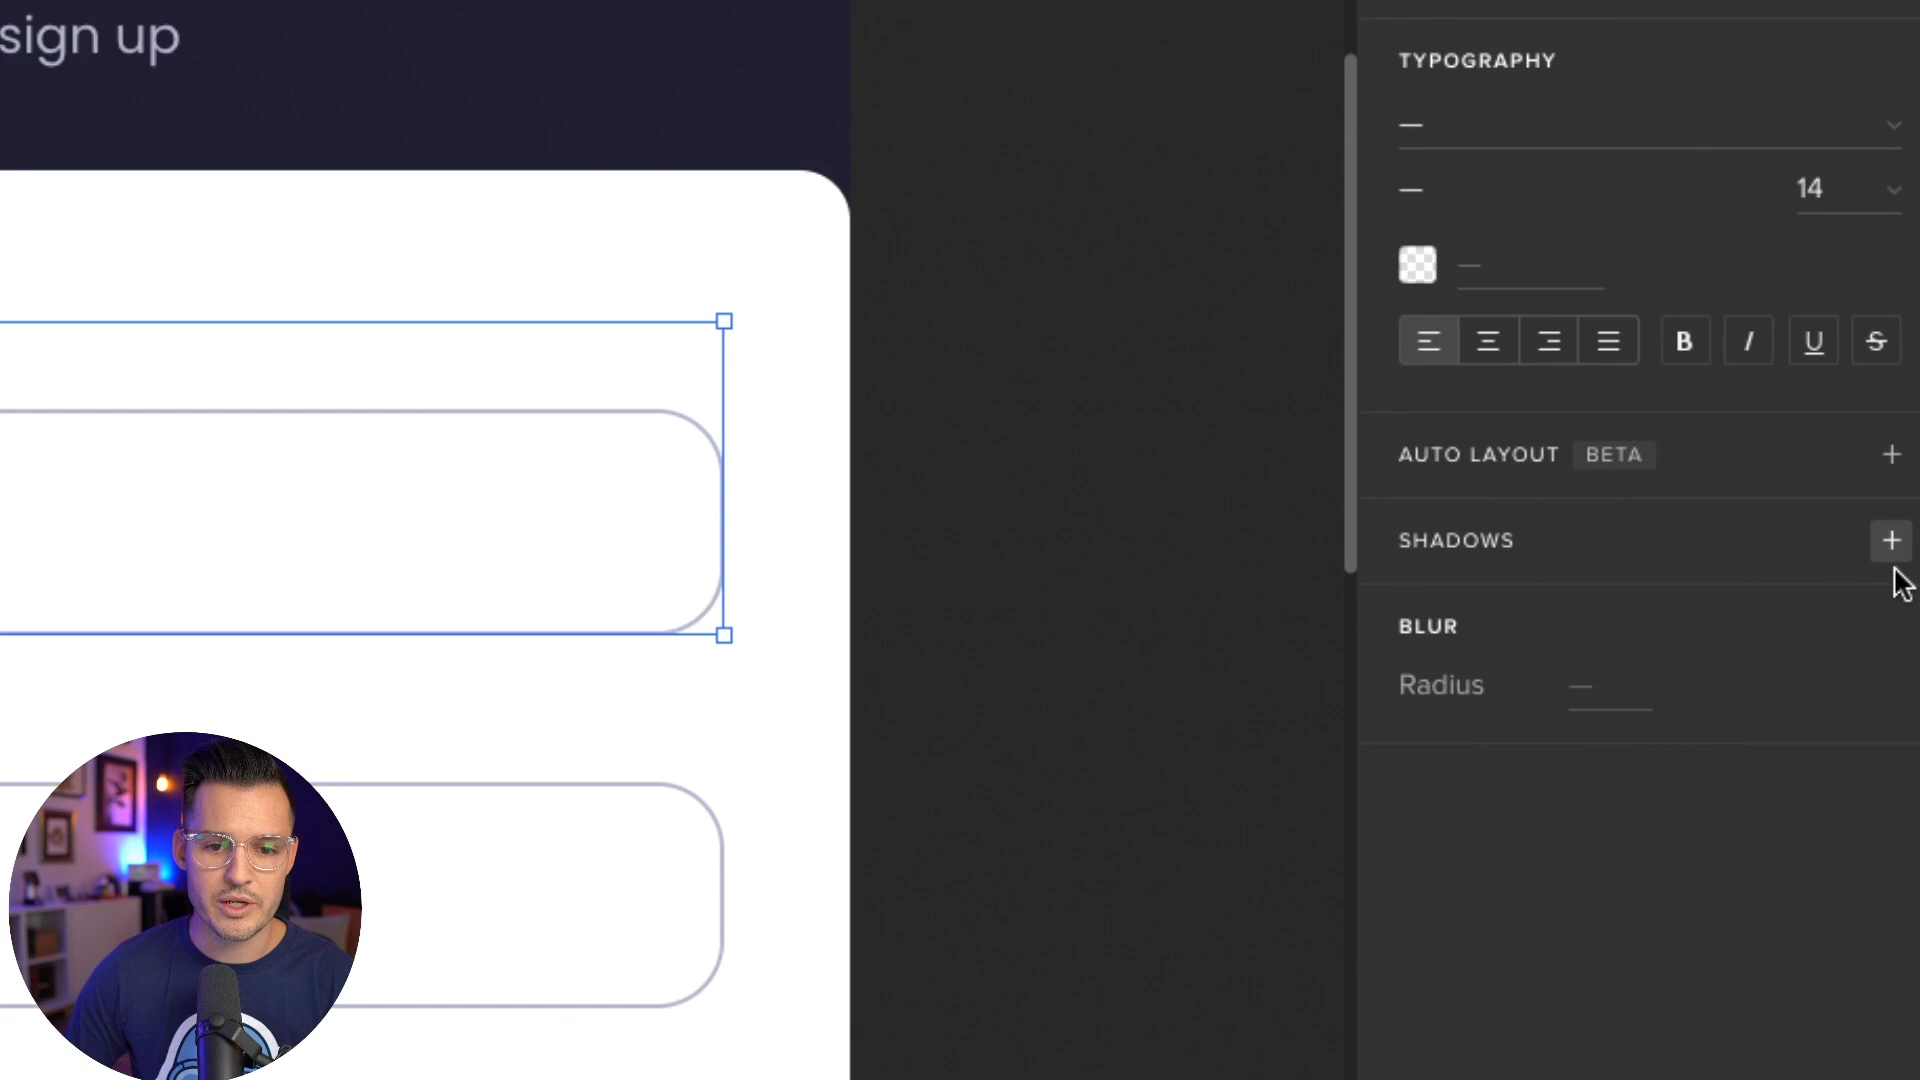 sign up
TYPOGRAPHY
—
— 14
—
B I U S
AUTO LAYOUT BETA +
SHADOWS +
BLUR
Radius —